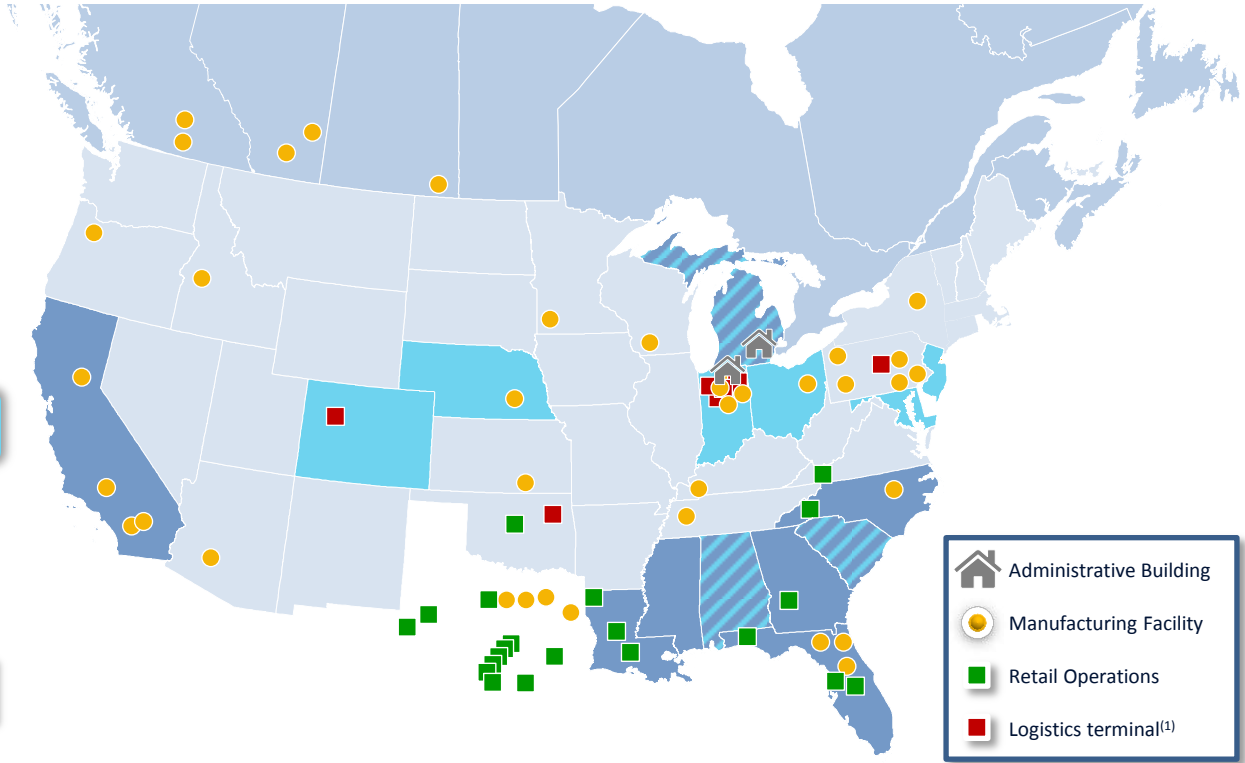 Administrative Building
Manufacturing Facility
Retail Operations
Logistics terminal(1)